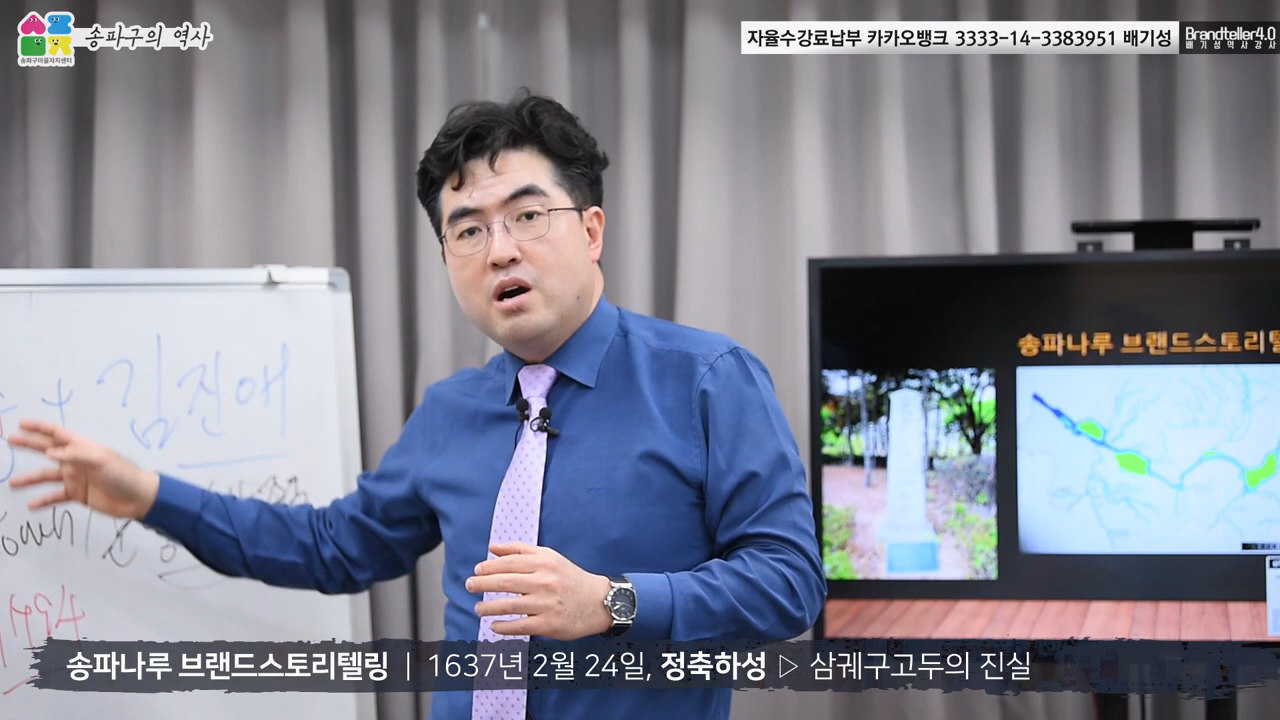 송파구의 역사
송파구마을자치센터
자율수강료납부 카카오뱅크 3333-14-3383951 배기성
Brandteller4.0
배기성역사강사
김진애
1794
송파나루 브랜드스토리텔
송파나루 브랜드스토리텔링 | 1637년 2월 24일, 정축하성 ▷ 삼궤구고두의 진실